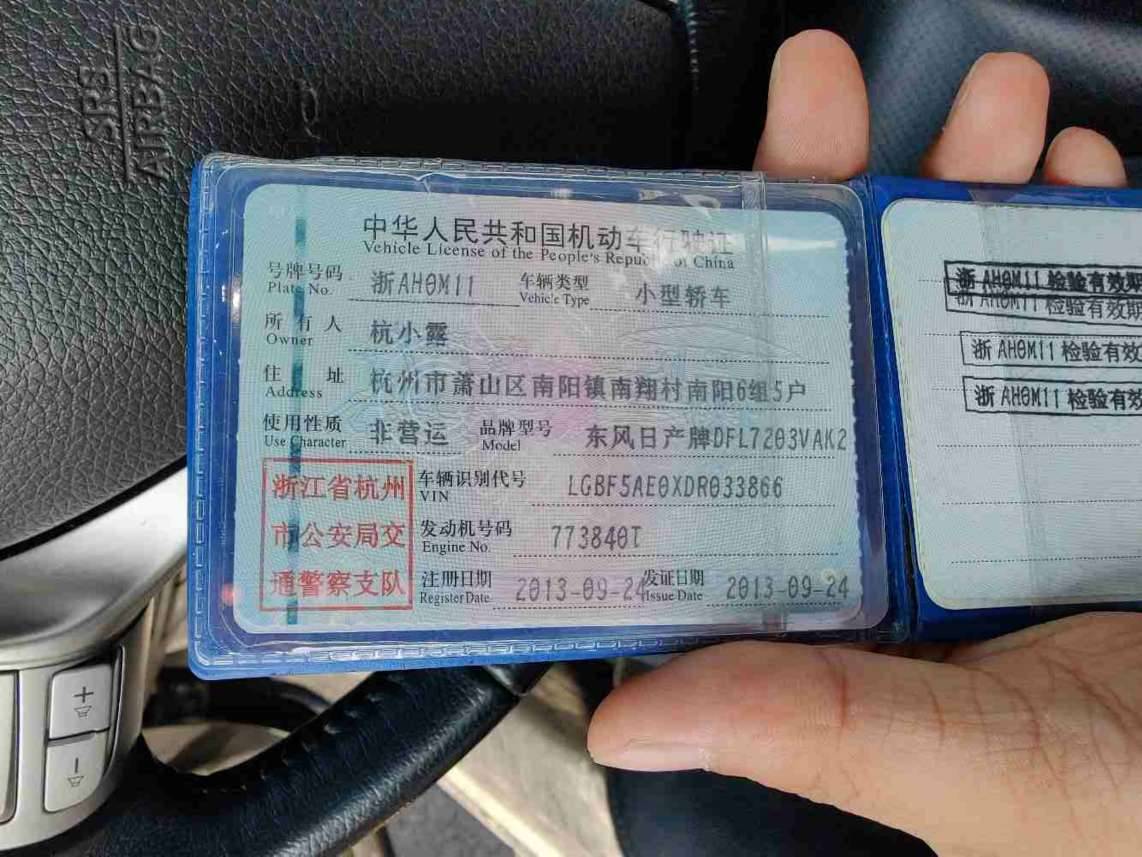 SRS
AIRBAG
中华人民共和国机动车行驶证
Vehicle License of the People's Republic of China
号牌号码 浙AH0M11 车辆类型 小型轿车
Plate No. Vehicle Type
所有人 杭小露
Owner
住址 杭州市萧山区南阳镇南翔村南阳6组5户
Address
使用性质 非营运 品牌型号 东风日产牌DFL7203VAK2
Use Character Model
浙江省杭州
市公安局交
通警察支队
车辆识别代号 LGBF5AE0XDR033866
VIN
发动机号码 773840T
Engine No.
注册日期 2013-09-24 发证日期 2013-09-24
Register Date Issue Date
浙AH0M11 检验有效期
浙AH0M11 检验有效期
浙AH0M11 检验有效
浙AH0M11 检验有效
+
-